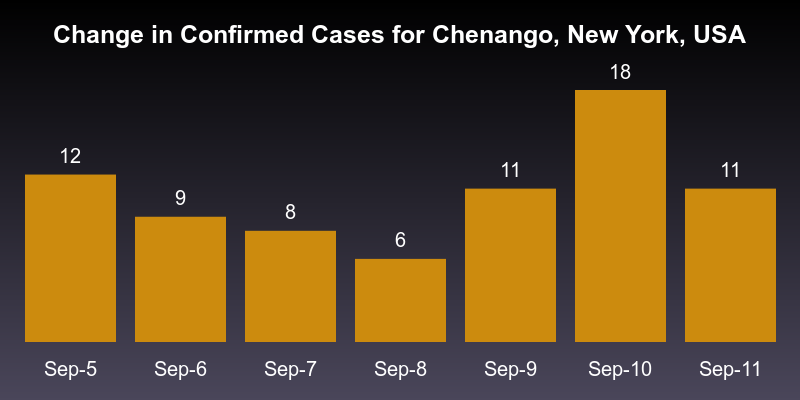 Change in Confirmed Cases for Chenango, New York, USA
12
9
8
6
11
18
11
Sep-5
Sep-6
Sep-7
Sep-8
Sep-9
Sep-10
Sep-11